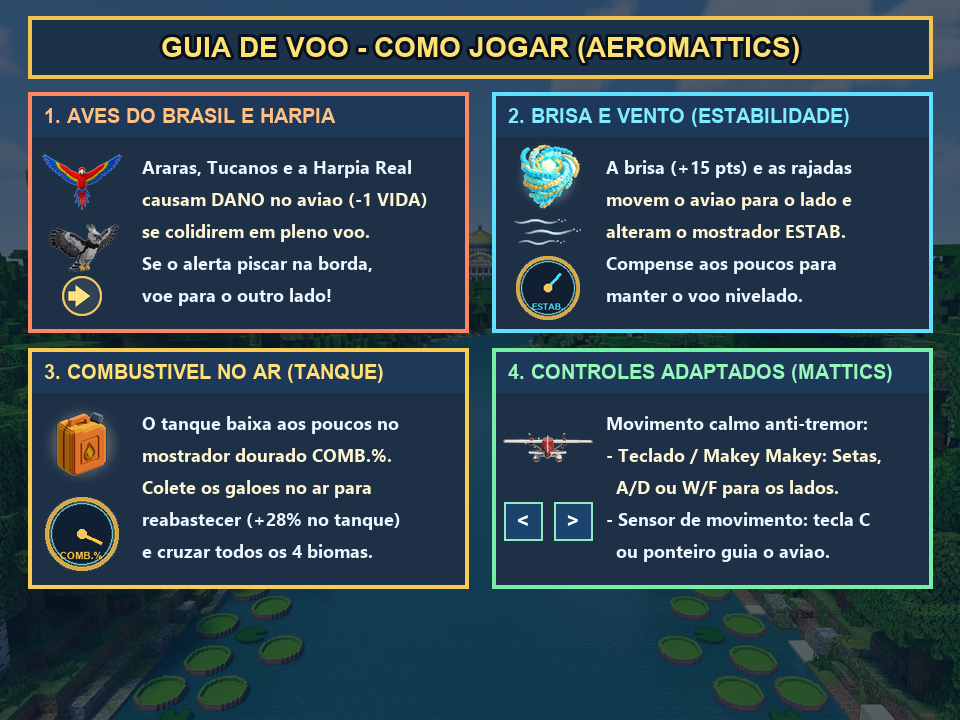 GUIA DE VOO - COMO JOGAR (AEROMATTICS)
1. AVES DO BRASIL E HARPIA
Araras, Tucanos e a Harpia Real
causam DANO no aviao (-1 VIDA)
se colidirem em pleno voo.
Se o alerta piscar na borda,
voe para o outro lado!
2. BRISA E VENTO (ESTABILIDADE)
A brisa (+15 pts) e as rajadas
movem o aviao para o lado e
alteram o mostrador ESTAB.
Compense aos poucos para
manter o voo nivelado.
ESTAB.
3. COMBUSTIVEL NO AR (TANQUE)
O tanque baixa aos poucos no
mostrador dourado COMB.%.
Colete os galoes no ar para
reabastecer (+28% no tanque)
e cruzar todos os 4 biomas.
COMB.%
4. CONTROLES ADAPTADOS (MATTICS)
Movimento calmo anti-tremor:
- Teclado / Makey Makey: Setas,
A/D ou W/F para os lados.
- Sensor de movimento: tecla C
ou ponteiro guia o aviao.
< >